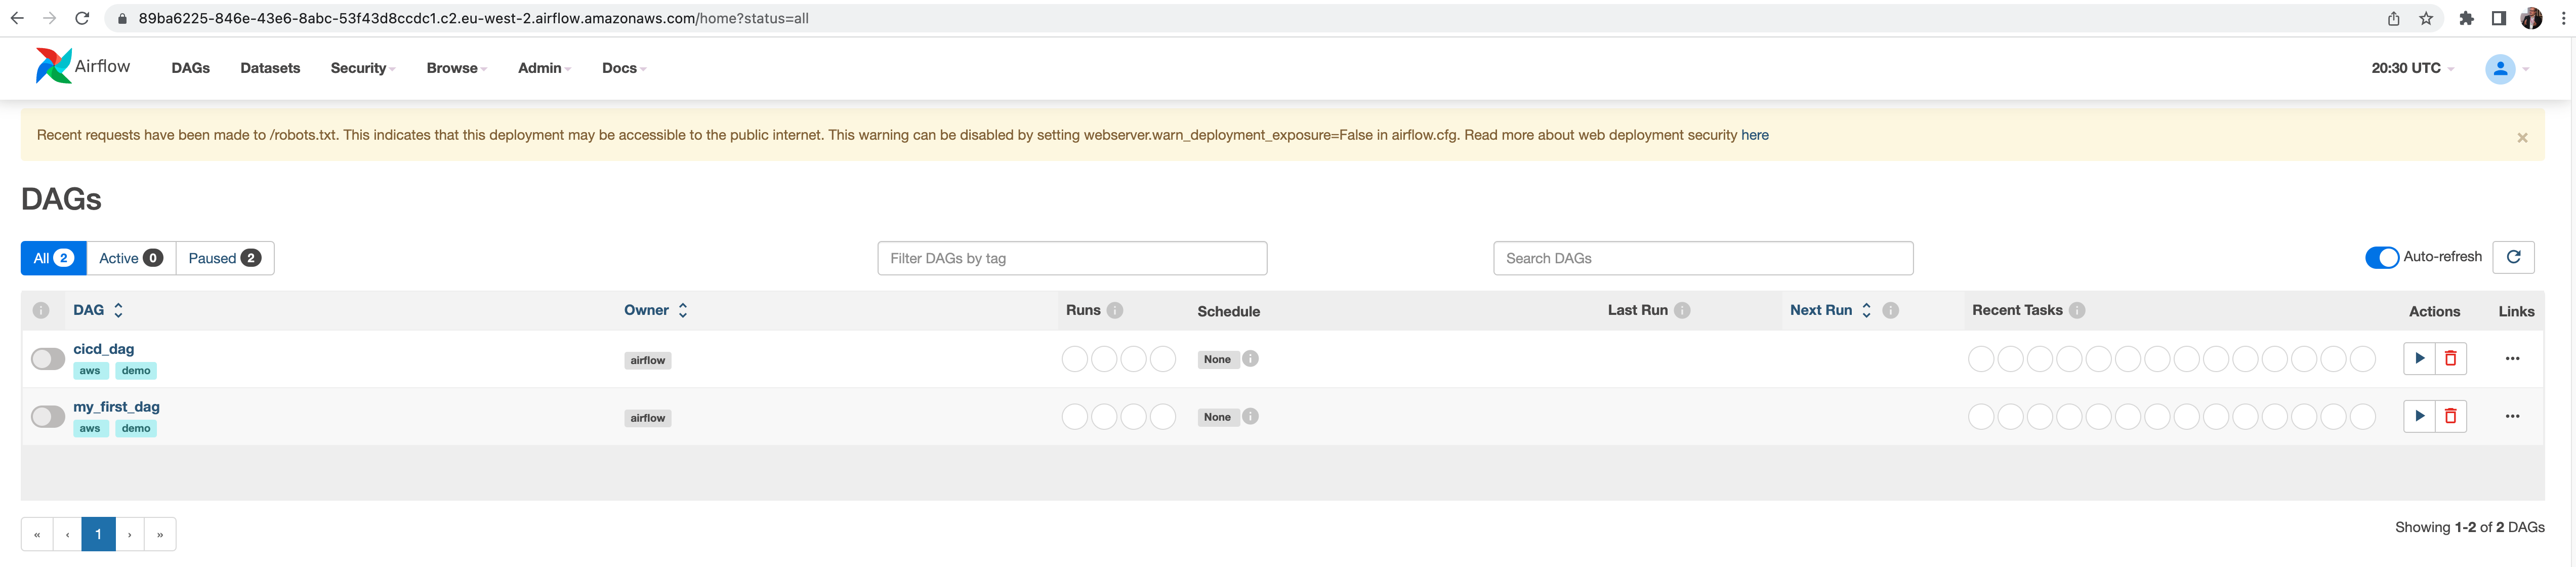 89ba6225-846e-43e6-8abc-53f43d8ccdc1.c2.eu-west-2.airflow.amazonaws.com/home?status=all
Airflow DAGs Datasets Security Browse Admin Docs 20:30 UTC
Recent requests have been made to /robots.txt. This indicates that this deployment may be accessible to the public internet. This warning can be disabled by setting webserver.warn_deployment_exposure=False in airflow.cfg. Read more about web deployment security here ×
DAGs
All 2 Active 0 Paused 2 Filter DAGs by tag Search DAGs Auto-refresh
DAG Owner Runs Schedule Last Run Next Run Recent Tasks Actions Links
cicd_dag
airflow None
aws demo
my_first_dag
airflow None
aws demo
« ‹ 1 › »
Showing 1-2 of 2 DAGs